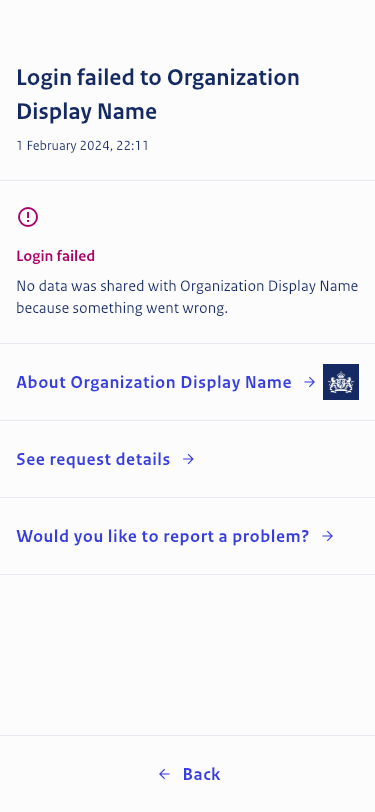 Login failed to Organization
Display Name
1 February 2024, 22:11
Login failed
No data was shared with Organization Display Name
because something went wrong.
About Organization Display Name
See request details
Would you like to report a problem?
Back